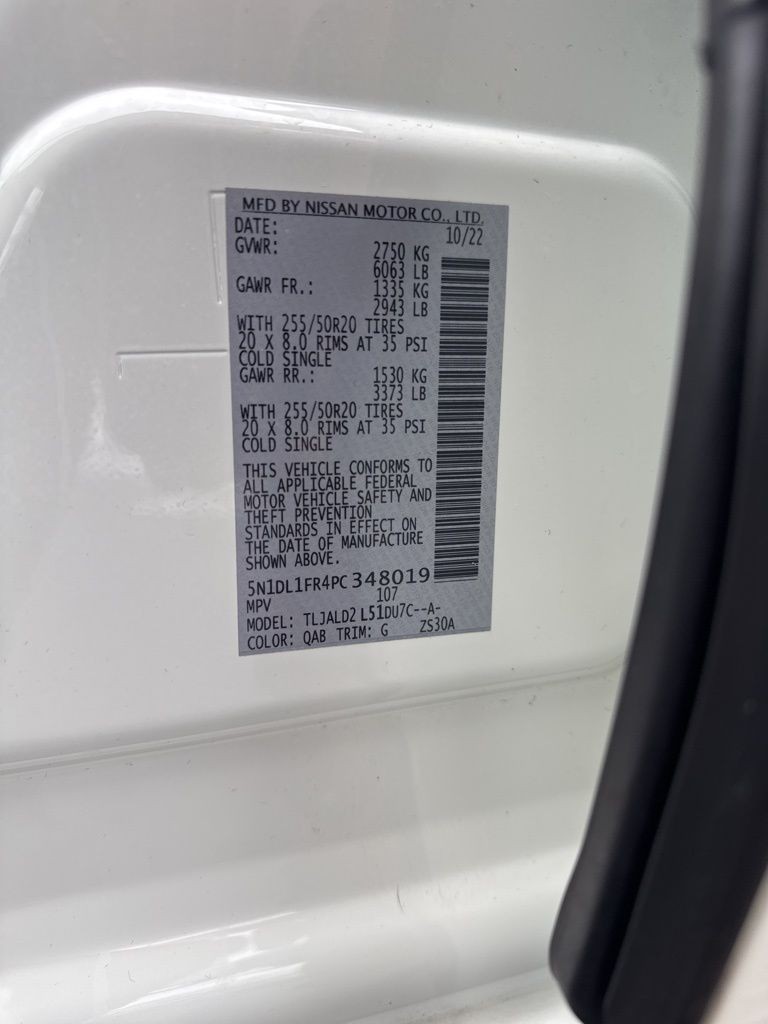 MFD BY NISSAN MOTOR CO., LTD.
DATE: 10/22
GVWR: 2750 KG
6063 LB
GAWR FR.: 1335 KG
2943 LB
WITH 255/50R20 TIRES
20 X 8.0 RIMS AT 35 PSI
COLD SINGLE
GAWR RR.: 1530 KG
3373 LB
WITH 255/50R20 TIRES
20 X 8.0 RIMS AT 35 PSI
COLD SINGLE
THIS VEHICLE CONFORMS TO
ALL APPLICABLE FEDERAL
MOTOR VEHICLE SAFETY AND
THEFT PREVENTION
STANDARDS IN EFFECT ON
THE DATE OF MANUFACTURE
SHOWN ABOVE.
5N1DL1FR4PC348019
MPV 107
MODEL: TLJALD2 L51DU7C--A-
COLOR: QAB TRIM: G ZS30A